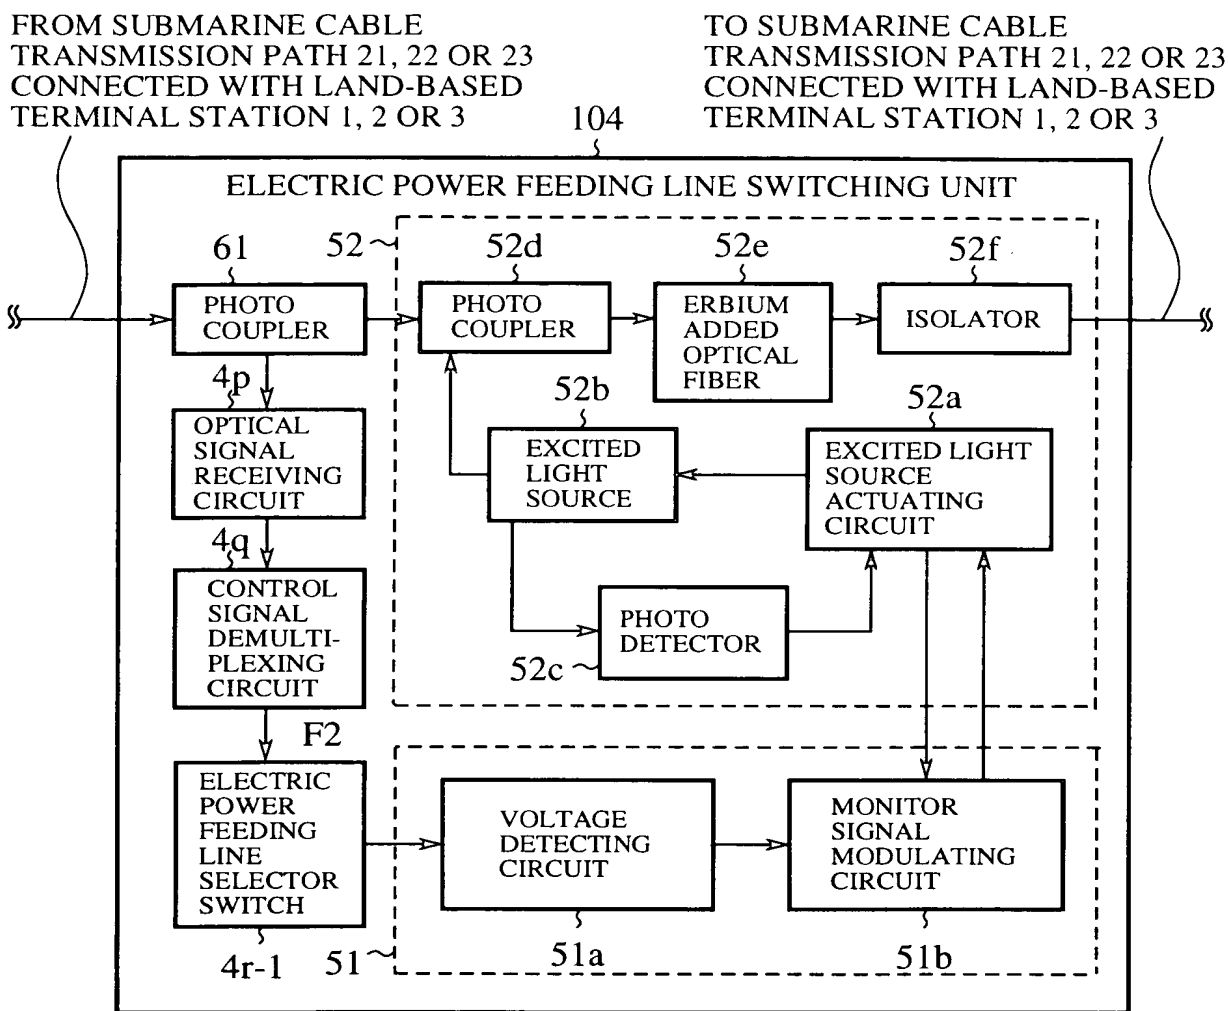 FROM SUBMARINE CABLE
TRANSMISSION PATH 21, 22 OR 23
CONNECTED WITH LAND-BASED
TERMINAL STATION 1, 2 OR 3
TO SUBMARINE CABLE
TRANSMISSION PATH 21, 22 OR 23
CONNECTED WITH LAND-BASED
TERMINAL STATION 1, 2 OR 3
104
ELECTRIC POWER FEEDING LINE SWITCHING UNIT
61
PHOTO
COUPLER
52
52d
PHOTO
COUPLER
52e
ERBIUM
ADDED
OPTICAL
FIBER
52f
ISOLATOR
4p
OPTICAL
SIGNAL
RECEIVING
CIRCUIT
52b
EXCITED
LIGHT
SOURCE
52a
EXCITED LIGHT
SOURCE
ACTUATING
CIRCUIT
4q
CONTROL
SIGNAL
DEMULTI-
PLEXING
CIRCUIT
PHOTO
DETECTOR
52c
F2
ELECTRIC
POWER
FEEDING
LINE
SELECTOR
SWITCH
4r-1
VOLTAGE
DETECTING
CIRCUIT
51a
MONITOR
SIGNAL
MODULATING
CIRCUIT
51b
51